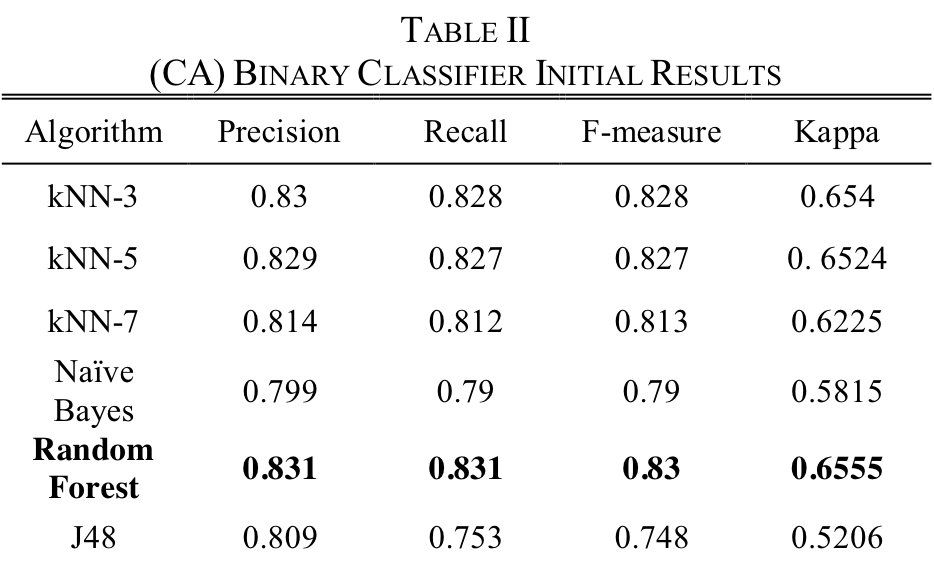 TABLE II
(CA) BINARY CLASSIFIER INITIAL RESULTS
Algorithm Precision Recall F-measure Kappa
kNN-3 0.83 0.828 0.828 0.654
kNN-5 0.829 0.827 0.827 0. 6524
kNN-7 0.814 0.812 0.813 0.6225
Naïve
Bayes 0.799 0.79 0.79 0.5815
Random
Forest 0.831 0.831 0.83 0.6555
J48 0.809 0.753 0.748 0.5206